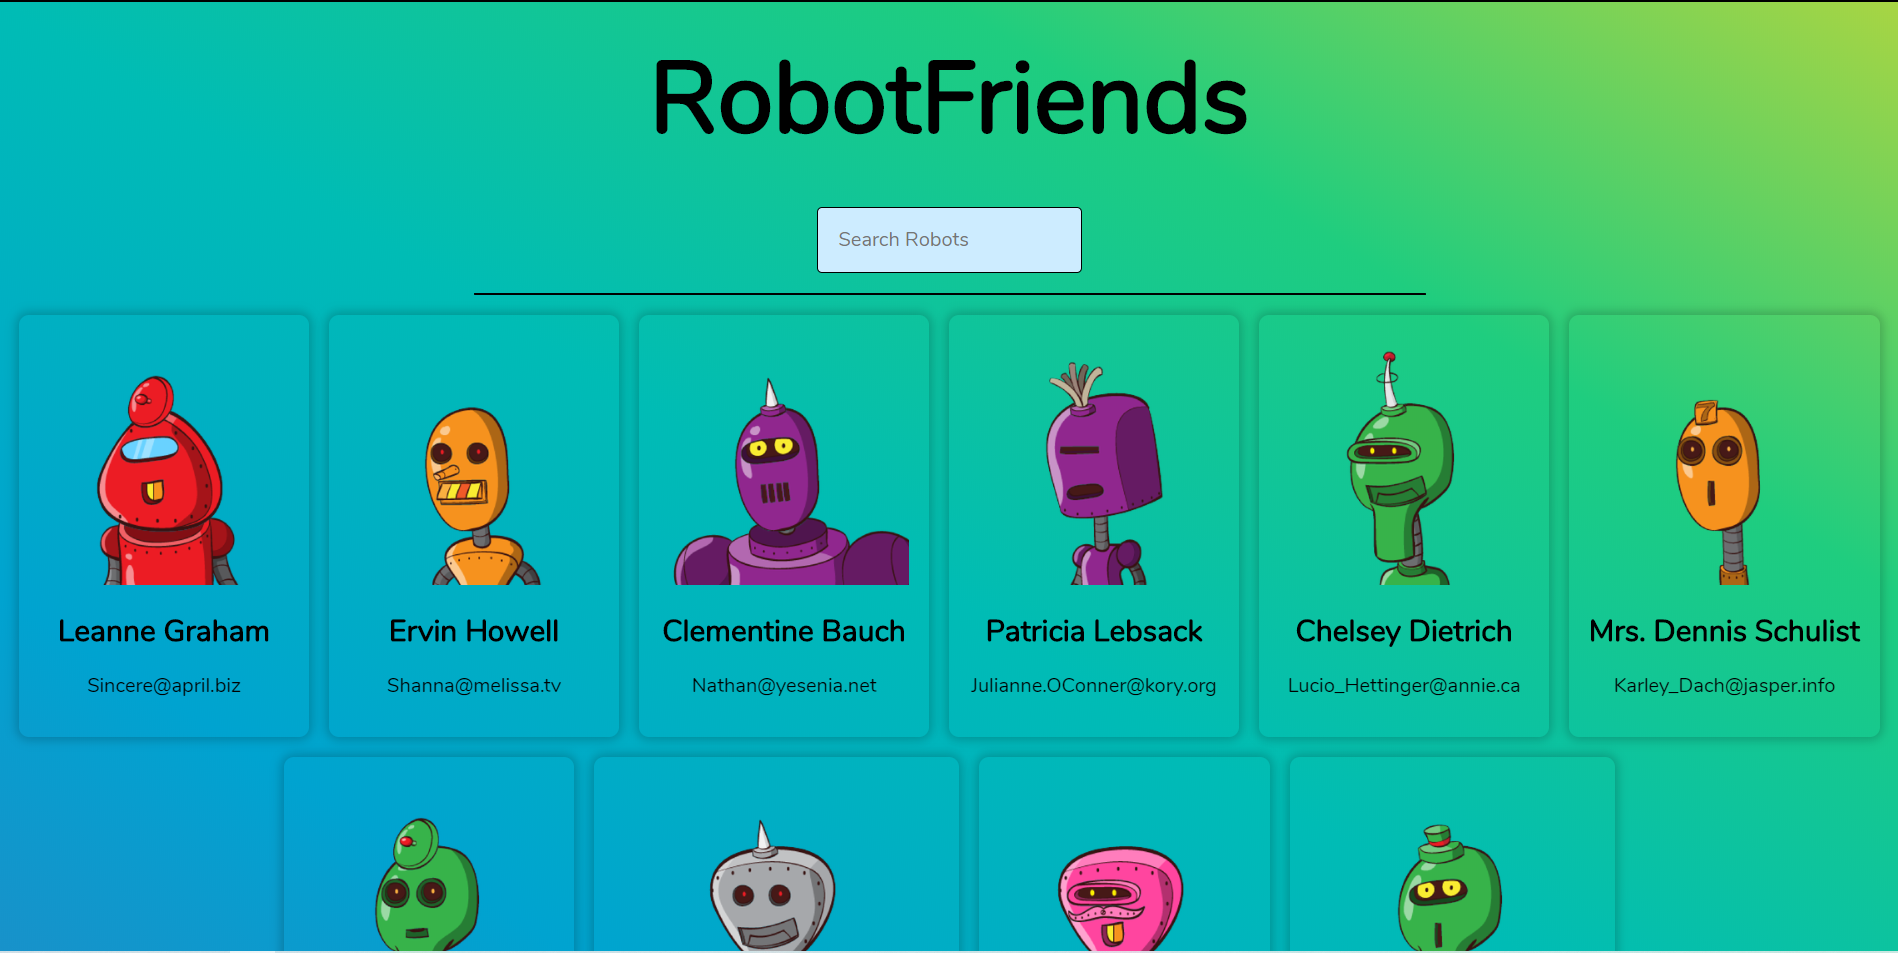 RobotFriends
Search Robots
7
Leanne Graham
Ervin Howell
Clementine Bauch
Patricia Lebsack
Chelsey Dietrich
Mrs. Dennis Schulist
Sincere@april.biz
Shanna@melissa.tv
Nathan@yesenia.net
Julianne.OConner@kory.org
Lucio_Hettinger@annie.ca
Karley_Dach@jasper.info